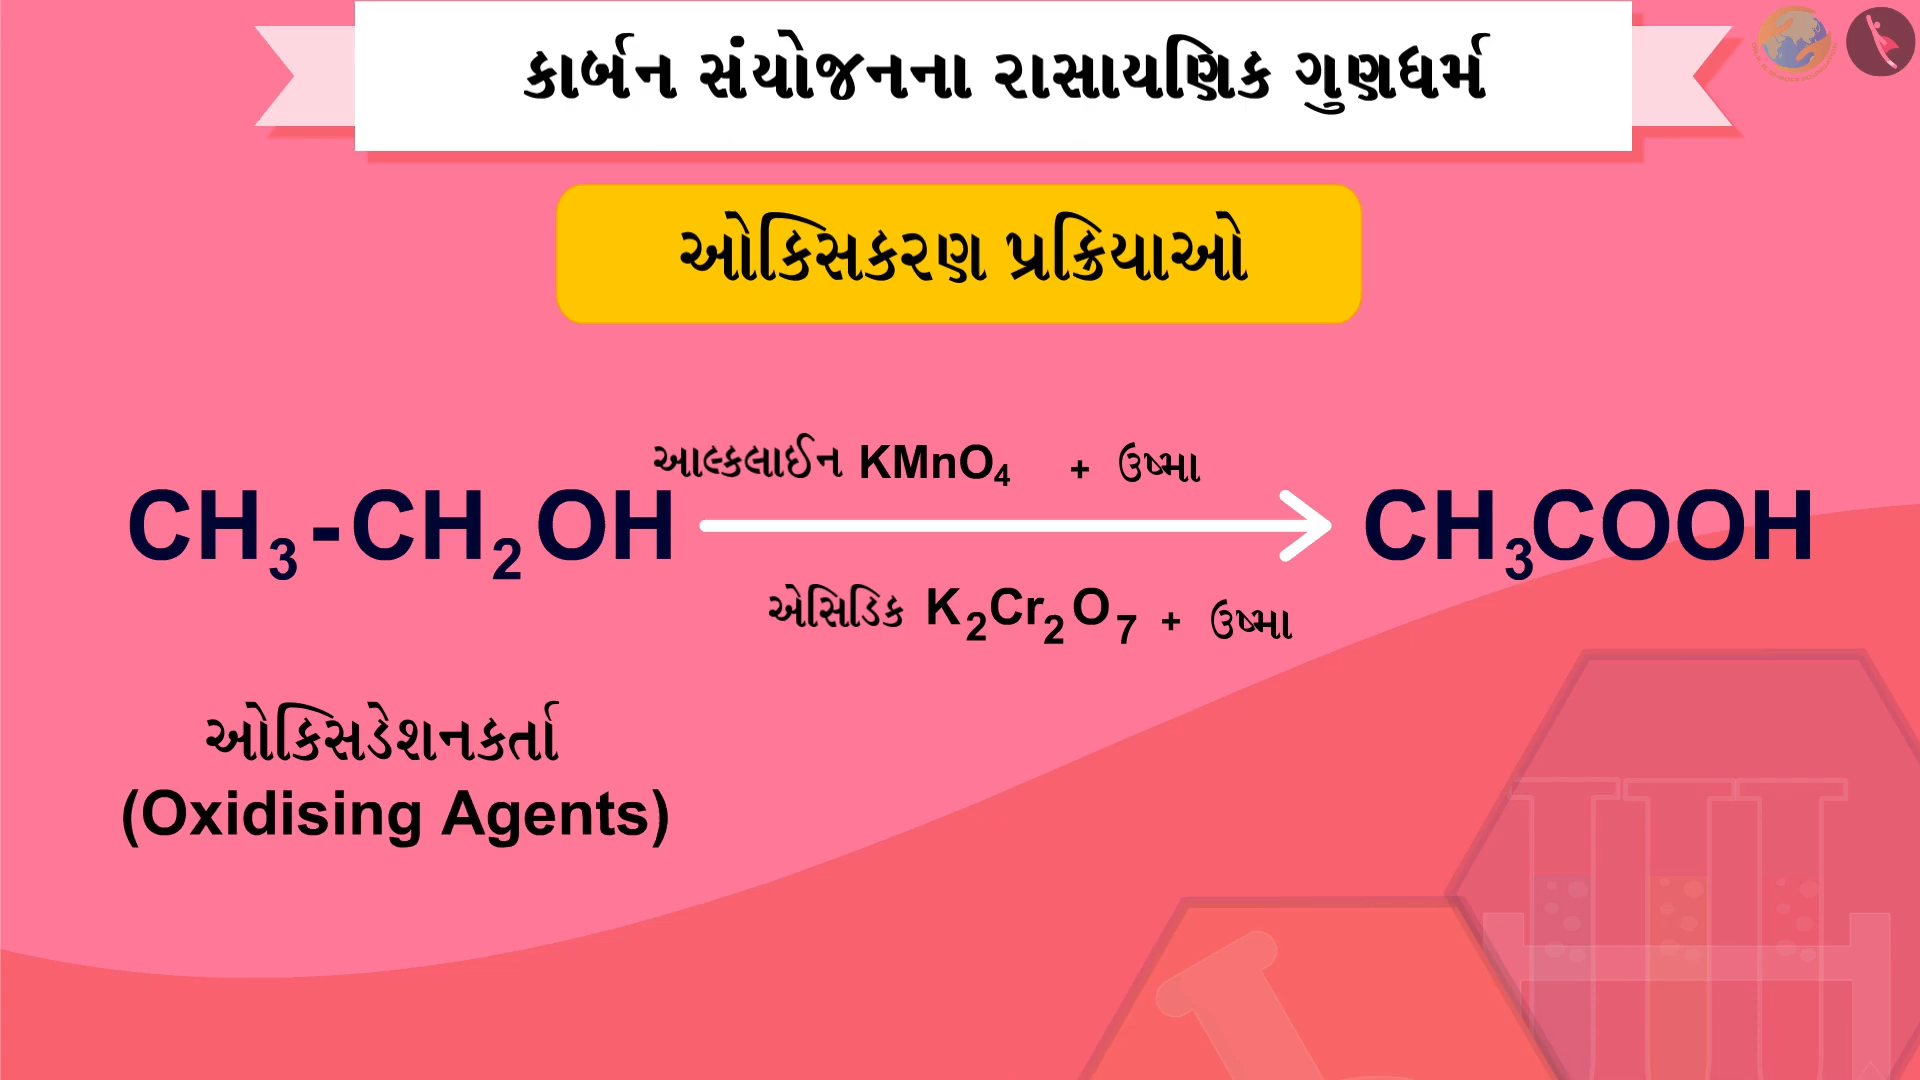 કાર્બન સંયોજનના રાસાયણિક ગુણધર્મ
ઓક્સિકરણ પ્રક્રિયાઓ
આલ્કલાઈન KMnO₄ + ઉષ્મા
CH₃-CH₂OH → CH₃COOH
એસિડિક K₂Cr₂O₇ + ઉષ્મા
ઓક્સિડેશનકર્તા
(Oxidising Agents)